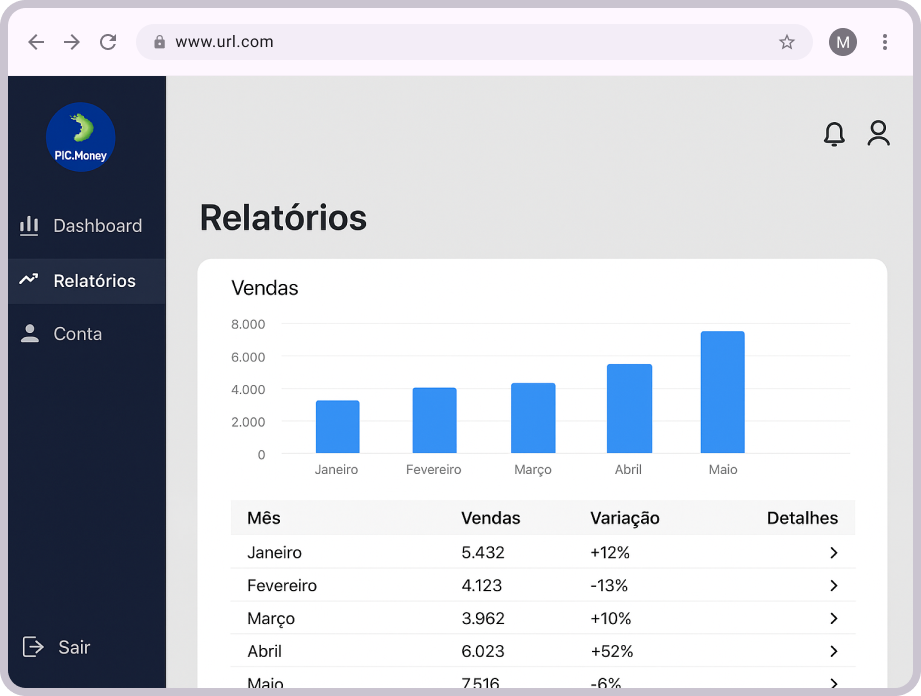 www.url.com
M
PIC.Money
Dashboard
Relatórios
Conta
Sair
Relatórios
Vendas
8.000
6.000
4.000
2.000
0
Janeiro Fevereiro Março Abril Maio
Mês Vendas Variação Detalhes
Janeiro 5.432 +12%
Fevereiro 4.123 -13%
Março 3.962 +10%
Abril 6.023 +52%
Maio 7.516 -6%